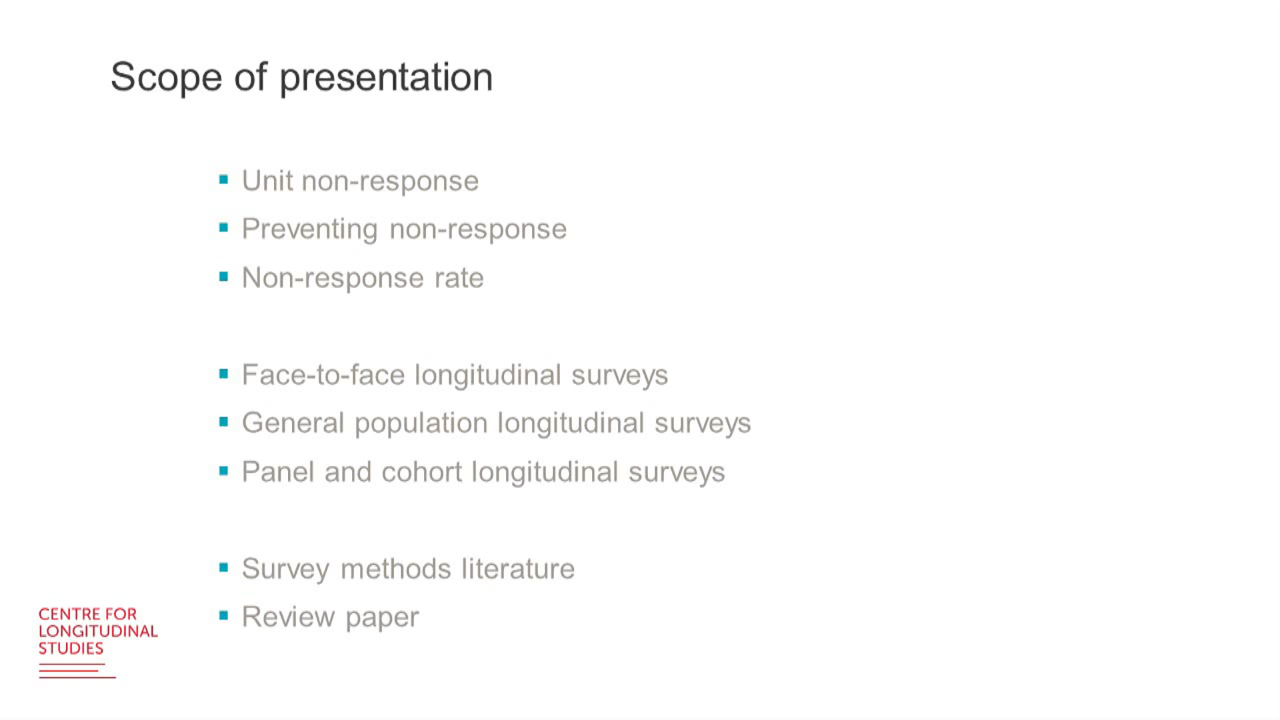 Scope of presentation
Unit non-response
Preventing non-response
Non-response rate
Face-to-face longitudinal surveys
General population longitudinal surveys
Panel and cohort longitudinal surveys
Survey methods literature
Review paper
CENTRE FOR
LONGITUDINAL
STUDIES